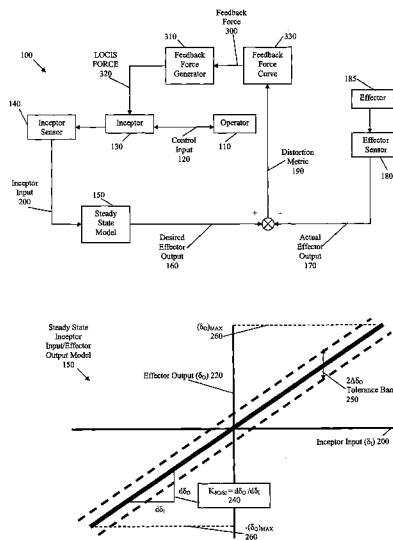 100
LOCIS
FORCE
320
310
Feedback
Force
Generator
Feedback
Force
300
330
Feedback
Force
Curve
185
Effector
Effector
Sensor
180
140
Inceptor
Sensor
Inceptor
130
Control
Input
120
Operator
110
Distortion
Metric
190
Inceptor
Input
200
150
Steady
State
Model
Desired
Effector
Output
160
+
-
Actual
Effector
Output
170
Steady State
Inceptor
Input/Effector
Output Model
150
(δO)MAX
260
Effector Output (δO) 220
2ΔδO
Tolerance Band
250
Inceptor Input (δI) 200
dδO
dδI
= dδO /dδI
240
-(δO)MAX
260